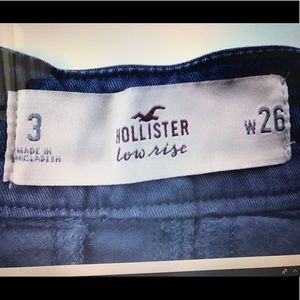 3
MADE IN
BANGLADESH
HOLLISTER
low rise
W26